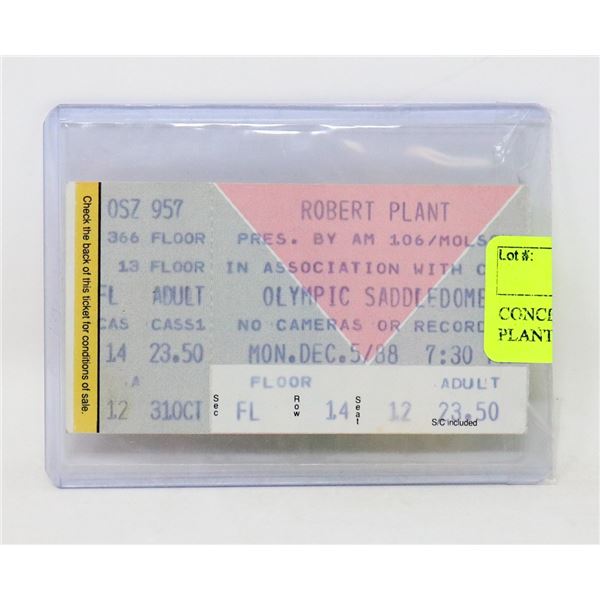 Check the back of this ticket for conditions of sale.
OSZ 957
366 FLOOR
13 FLOOR
FL ADULT
CAS CASS1
14 23.50
A
12 31OCT
ROBERT PLANT
PRES. BY AM 106/MOLS
IN ASSOCIATION WITH C
OLYMPIC SADDLEDOME
NO CAMERAS OR RECORD
MON.DEC. 5/88 7:30
FLOOR ADULT
Sec FL Row 14 Seat 12 23.50
S/C included
Lot #:
CONCE
PLANT